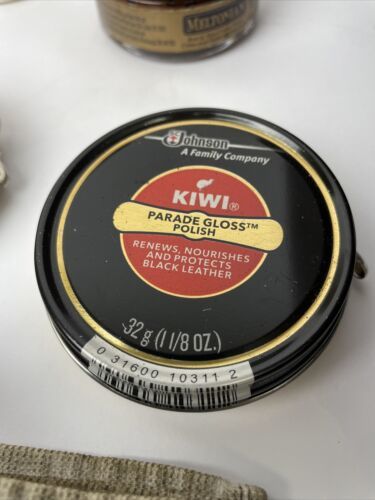 MELTONIAN
SC Johnson
A Family Company
KIWI®
PARADE GLOSS™
POLISH
RENEWS, NOURISHES
AND PROTECTS
BLACK LEATHER
32g (1 1/8 OZ.)
0 31600 10311 2